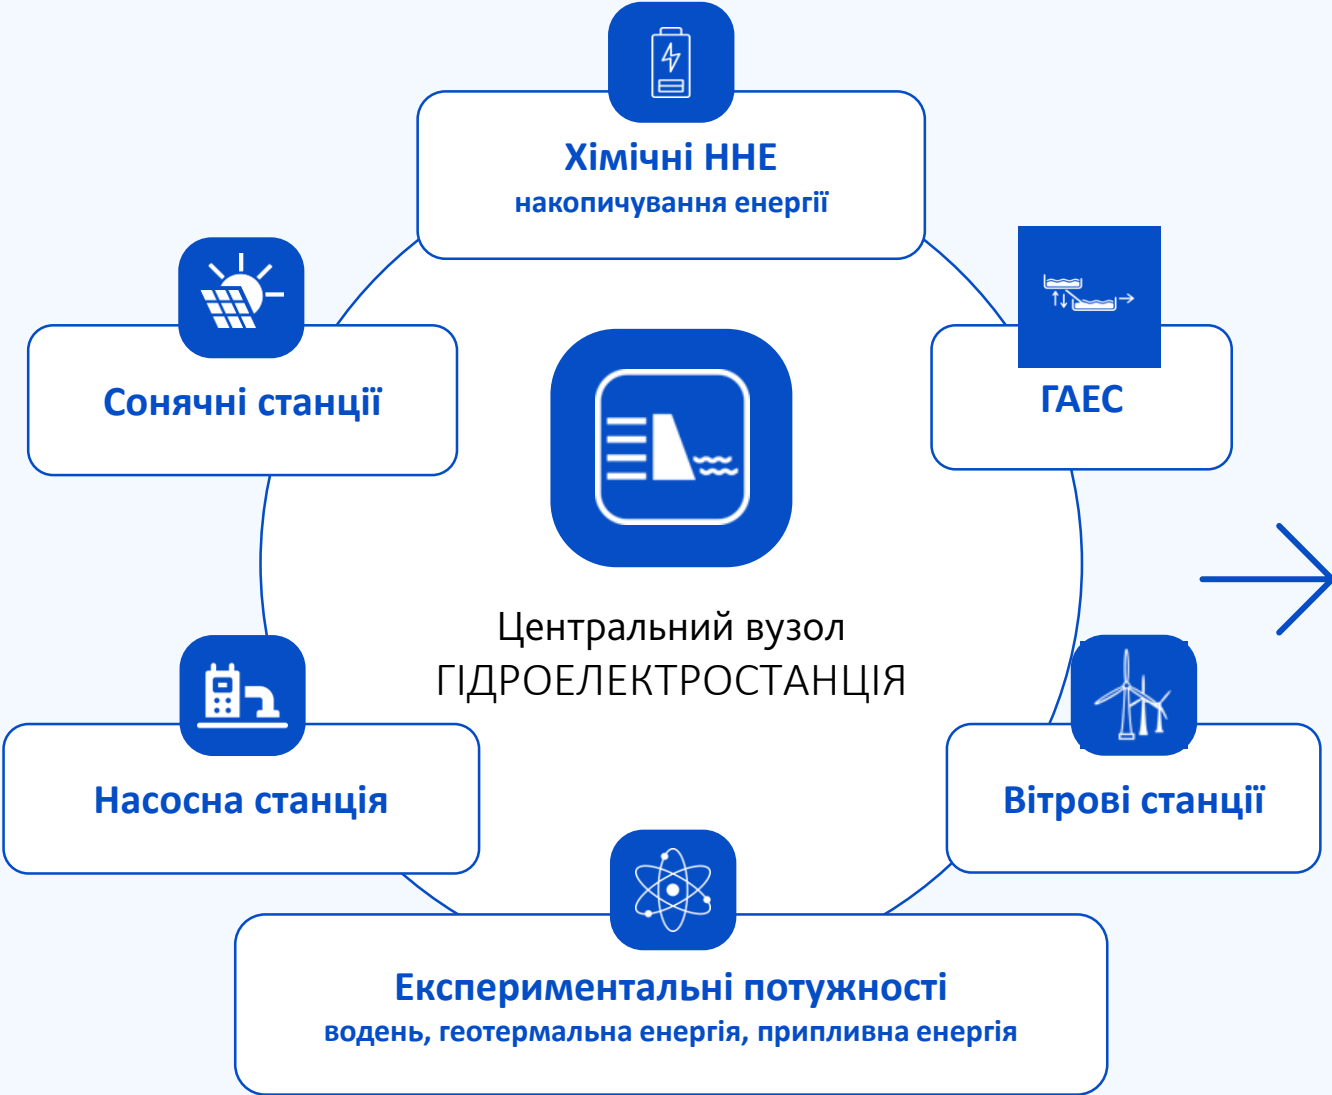 Хімічні ННЕ
накопичування енергії
Сонячні станції
ГАЕС
Центральний вузол
ГІДРОЕЛЕКТРОСТАНЦІЯ
Насосна станція
Вітрові станції
Експериментальні потужності
водень, геотермальна енергія, припливна енергія